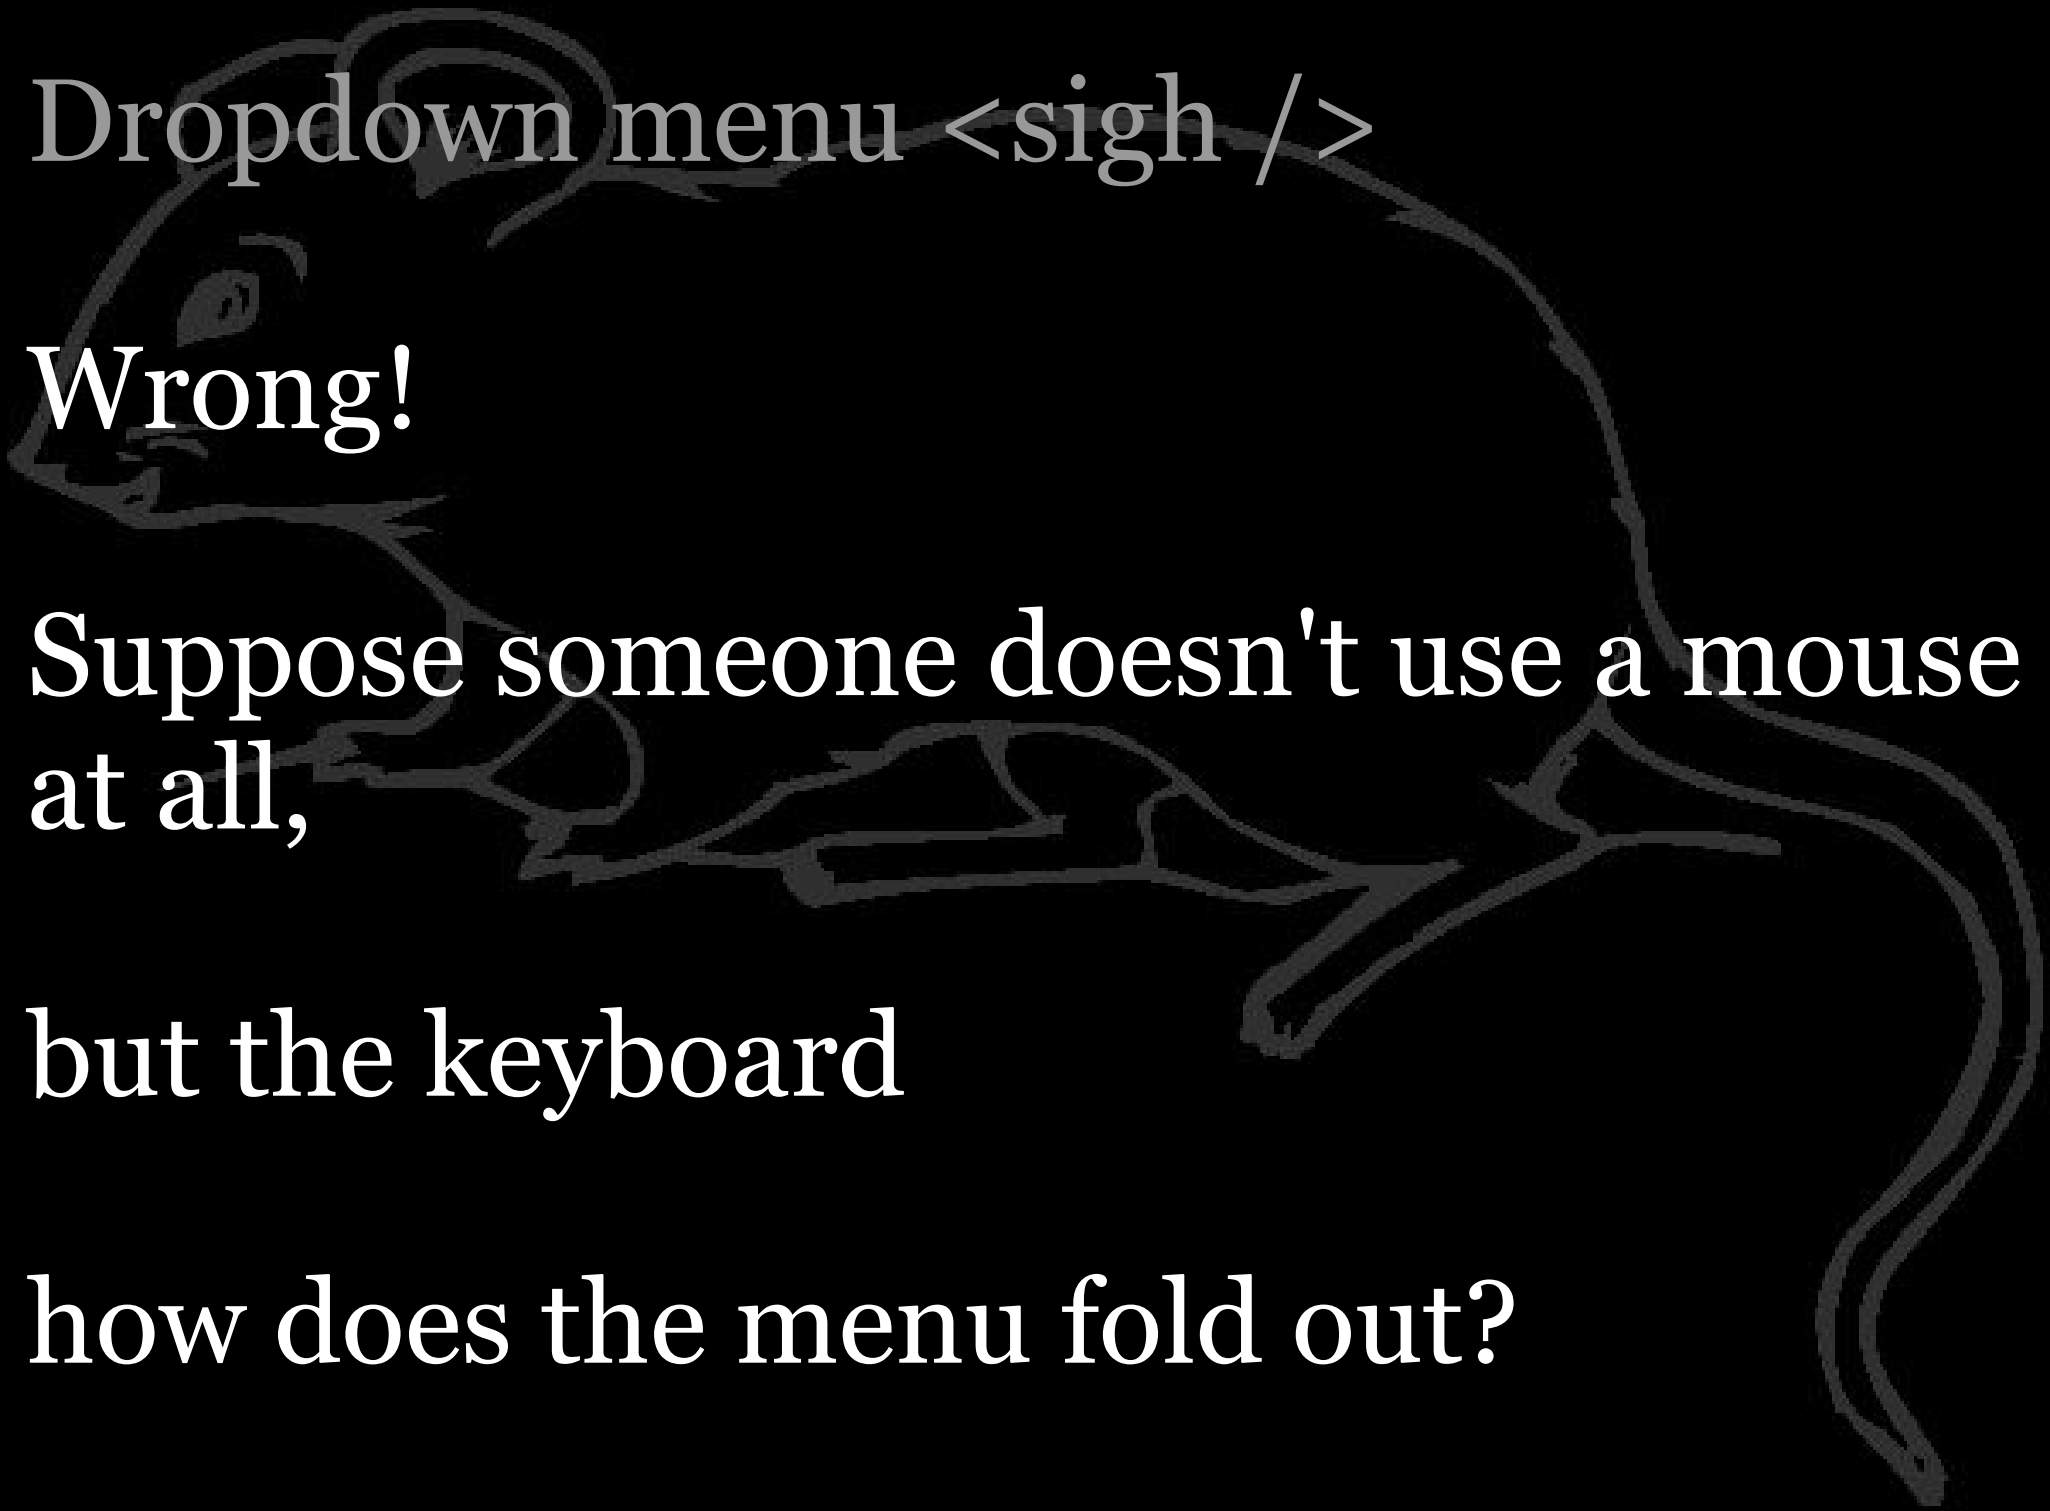 Dropdown menu <sigh />
Wrong!
Suppose someone doesn't use a mouse
at all,
but the keyboard
how does the menu fold out?